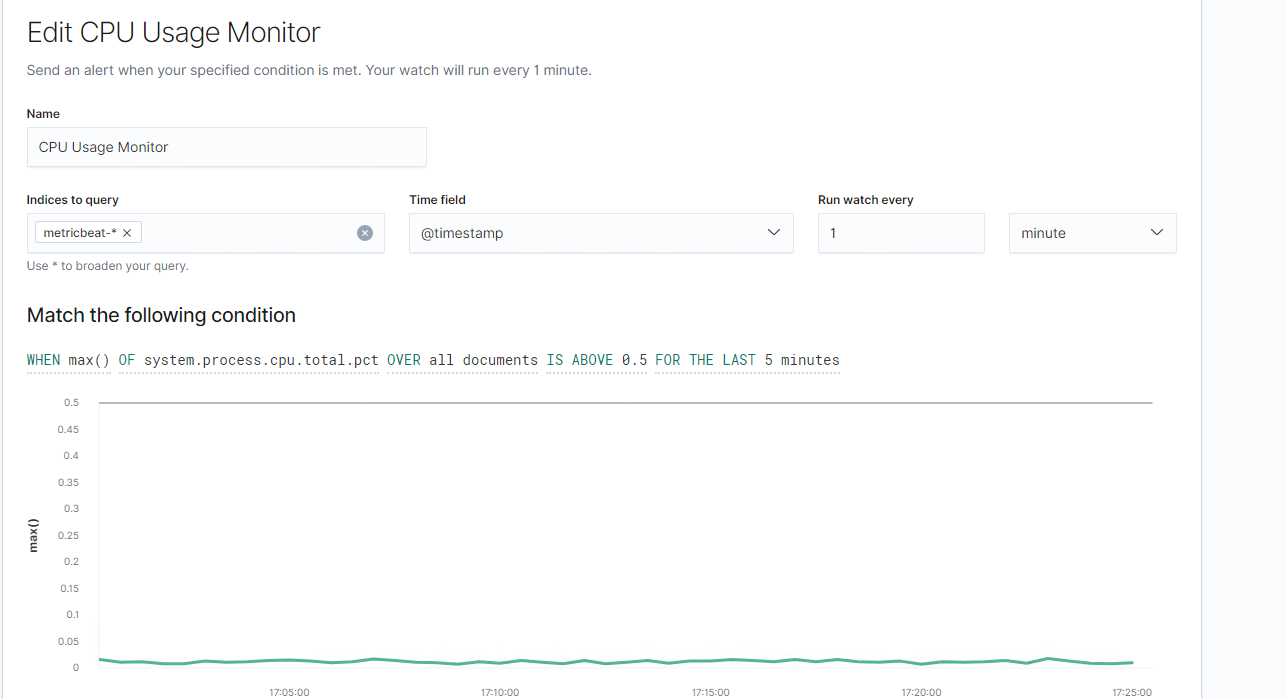 Edit CPU Usage Monitor
Send an alert when your specified condition is met. Your watch will run every 1 minute.
Name
CPU Usage Monitor
Indices to query
Time field
Run watch every
metricbeat-*
@timestamp
1
minute
Use * to broaden your query.
Match the following condition
WHEN max() OF system.process.cpu.total.pct OVER all documents IS ABOVE 0.5 FOR THE LAST 5 minutes
0.5
0.45
0.4
0.35
0.3
0.25
0.2
0.15
0.1
0.05
0
max()
17:05:00
17:10:00
17:15:00
17:20:00
17:25:00